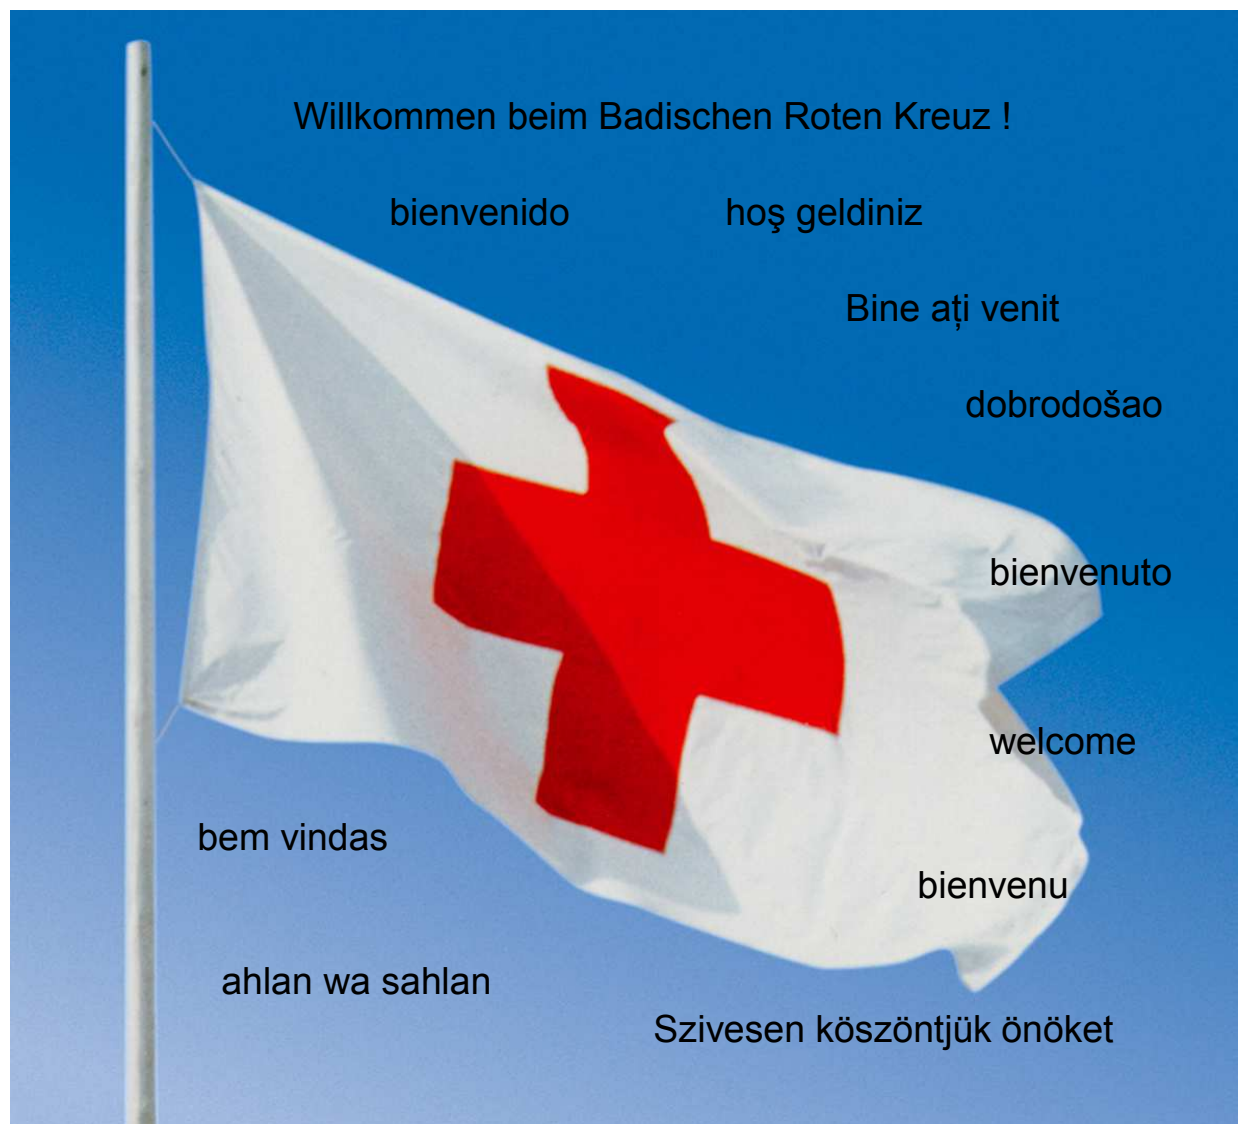 Willkommen beim Badischen Roten Kreuz !
bienvenido
hoş geldiniz
Bine ați venit
dobrodošao
bienvenuto
welcome
bem vindas
bienvenu
ahlan wa sahlan
Szivesen köszöntjük önöket